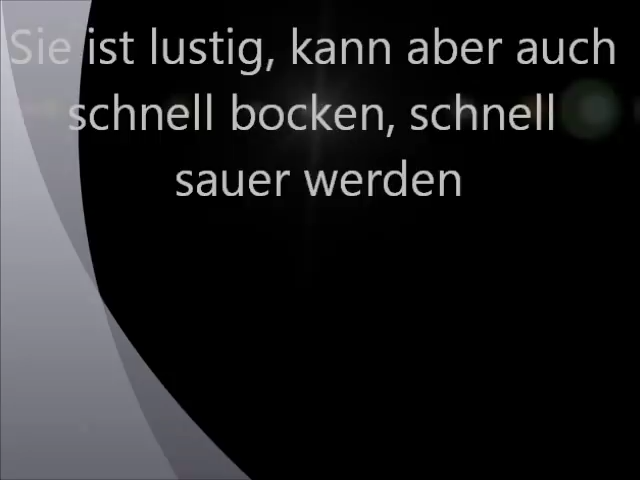 Sie ist lustig, kann aber auch
schnell bocken, schnell
sauer werden